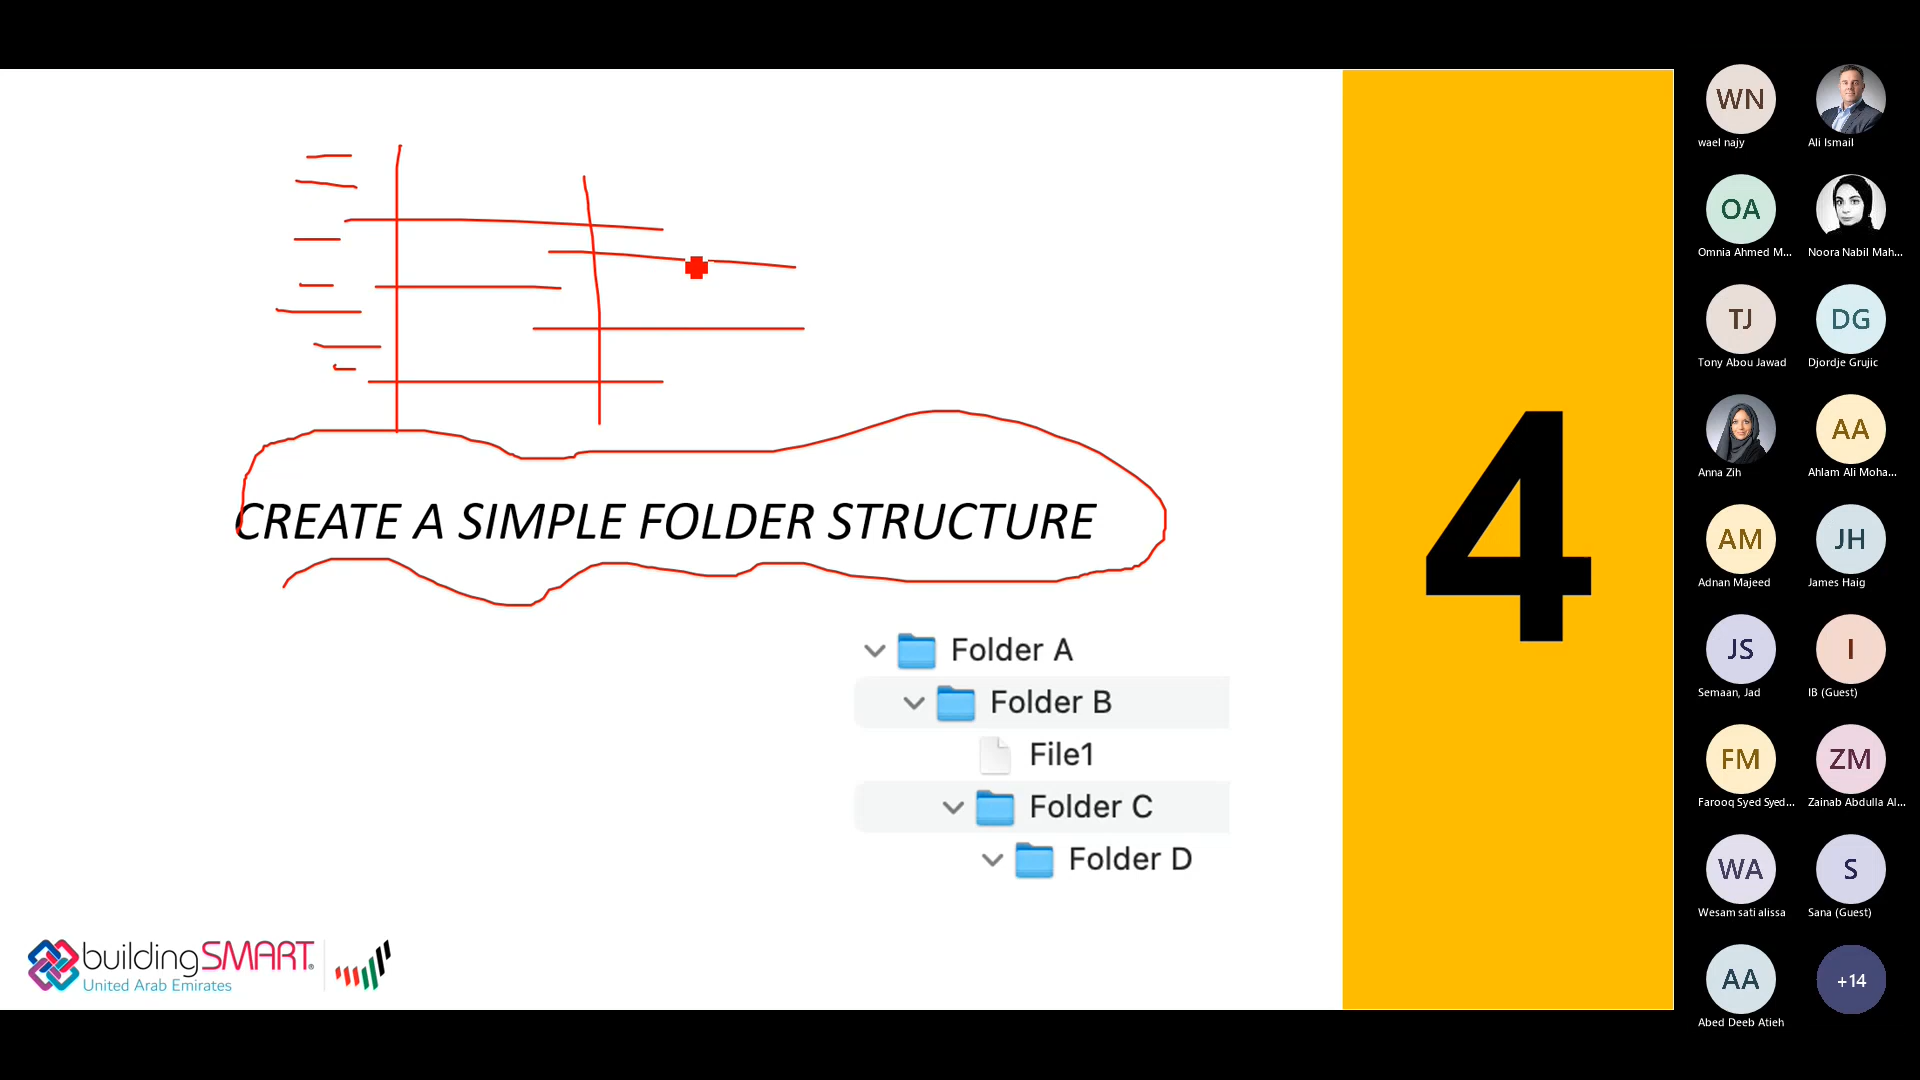 CREATE A SIMPLE FOLDER STRUCTURE
4
Folder A
Folder B
File1
Folder C
Folder D
buildingSMART®
United Arab Emirates
WN
wael najy
Ali Ismail
OA
Omnia Ahmed M...
Noora Nabil Mah...
TJ
Tony Abou Jawad
DG
Djordje Grujic
Anna Zih
AA
Ahlam Ali Moha...
AM
Adnan Majeed
JH
James Haig
JS
Semaan, Jad
I
IB (Guest)
FM
Farooq Syed Syed...
ZM
Zainab Abdulla Al...
WA
Wesam sati alissa
S
Sana (Guest)
AA
Abed Deeb Atieh
+14